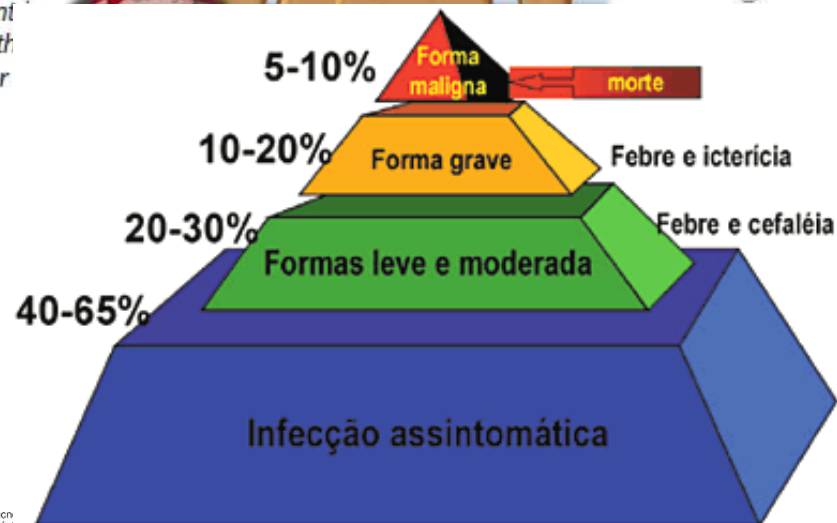 5-10%
Forma
maligna
morte
10-20%
Forma grave
Febre e icterícia
20-30%
Febre e cefaléia
Formas leve e moderada
40-65%
Infecção assintomática